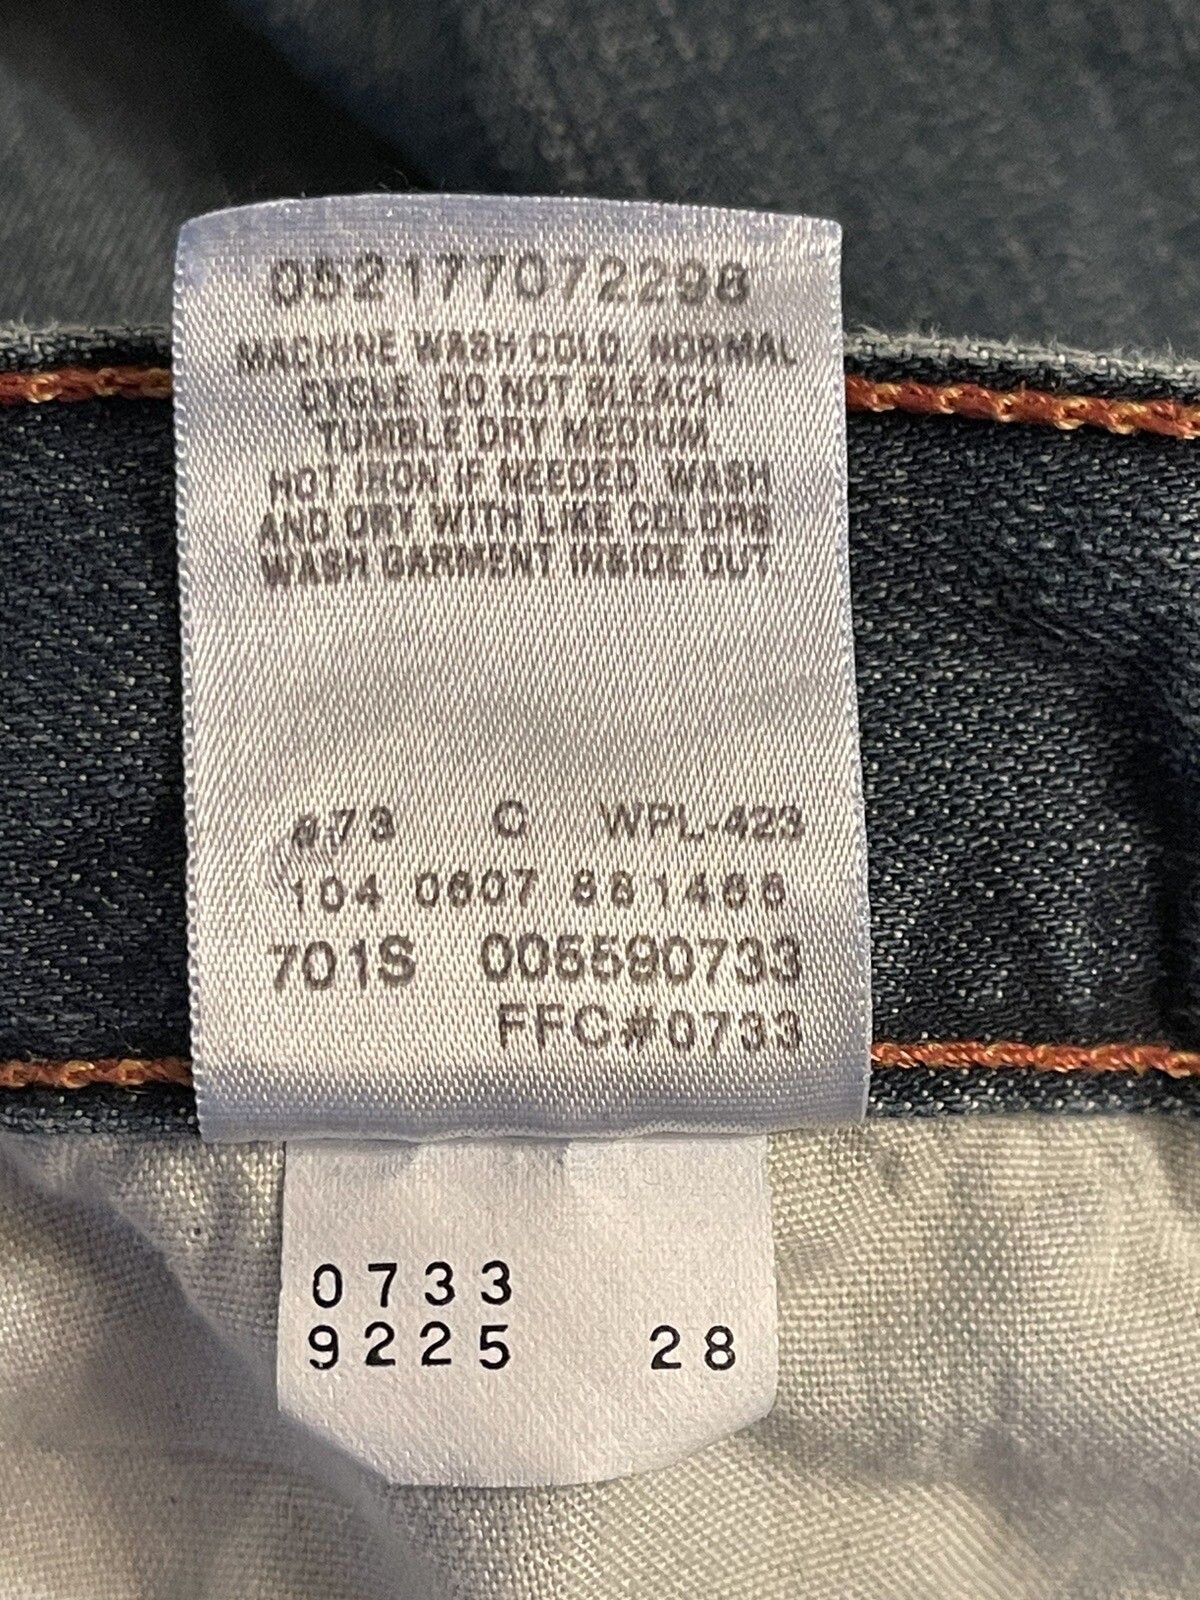 052177072298
MACHINE WASH COLD. NORMAL
CYCLE. DO NOT BLEACH.
TUMBLE DRY MEDIUM.
HOT IRON IF NEEDED. WASH
AND DRY WITH LIKE COLORS
WASH GARMENT INSIDE OUT.
C WPL-423
104 0607 881466
701S 005590733
FFC#0733
0733
9225 28